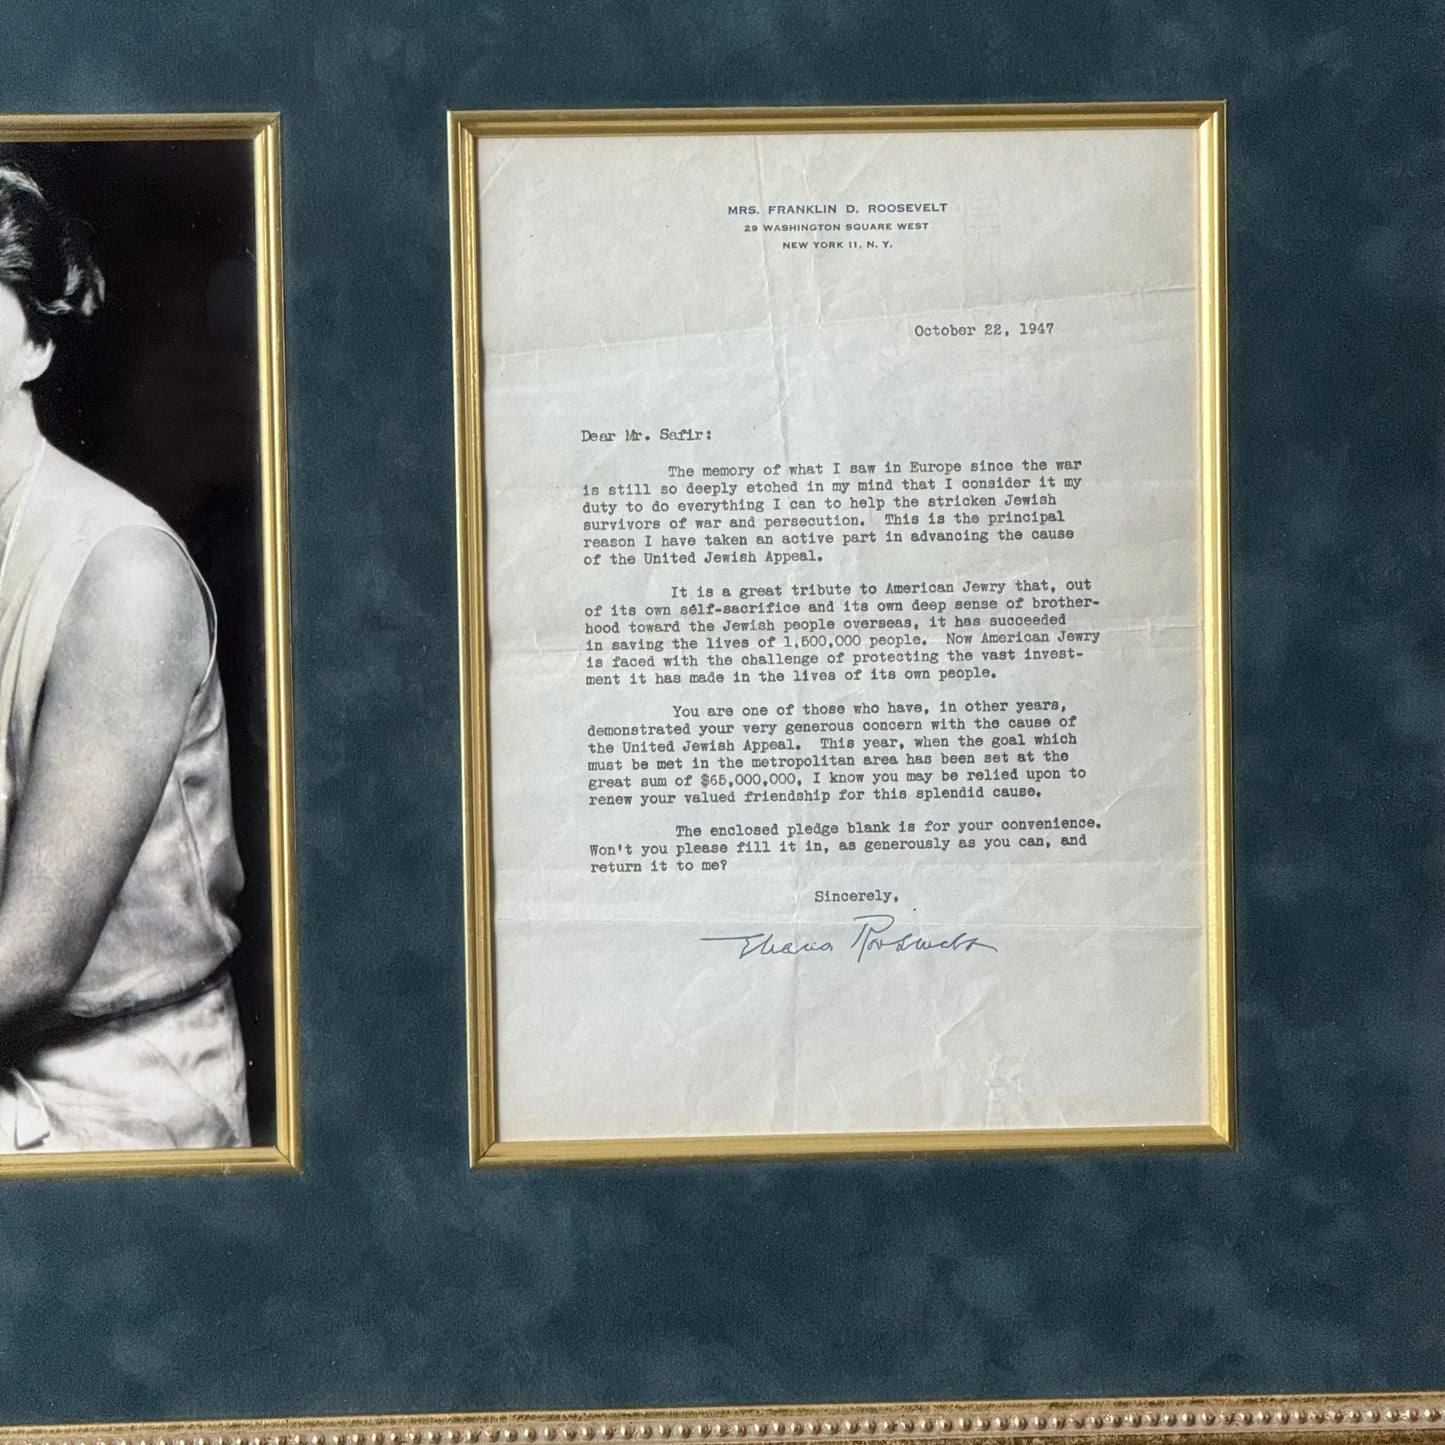 MRS. FRANKLIN D. ROOSEVELT
29 WASHINGTON SQUARE WEST
NEW YORK 11, N. Y.
October 22, 1947
Dear Mr. Safir:
The memory of what I saw in Europe since the war
is still so deeply etched in my mind that I consider it my
duty to do everything I can to help the stricken Jewish
survivors of war and persecution. This is the principal
reason I have taken an active part in advancing the cause
of the United Jewish Appeal.
It is a great tribute to American Jewry that, out
of its own self-sacrifice and its own deep sense of brother-
hood toward the Jewish people overseas, it has succeeded
in saving the lives of 1,500,000 people. Now American Jewry
is faced with the challenge of protecting the vast invest-
ment it has made in the lives of its own people.
You are one of those who have, in other years,
demonstrated your very generous concern with the cause of
the United Jewish Appeal. This year, when the goal which
must be met in the metropolitan area has been set at the
great sum of $65,000,000, I know you may be relied upon to
renew your valued friendship for this splendid cause.
The enclosed pledge blank is for your convenience.
Won't you please fill it in, as generously as you can, and
return it to me?
Sincerely,
Eleanor Roosevelt